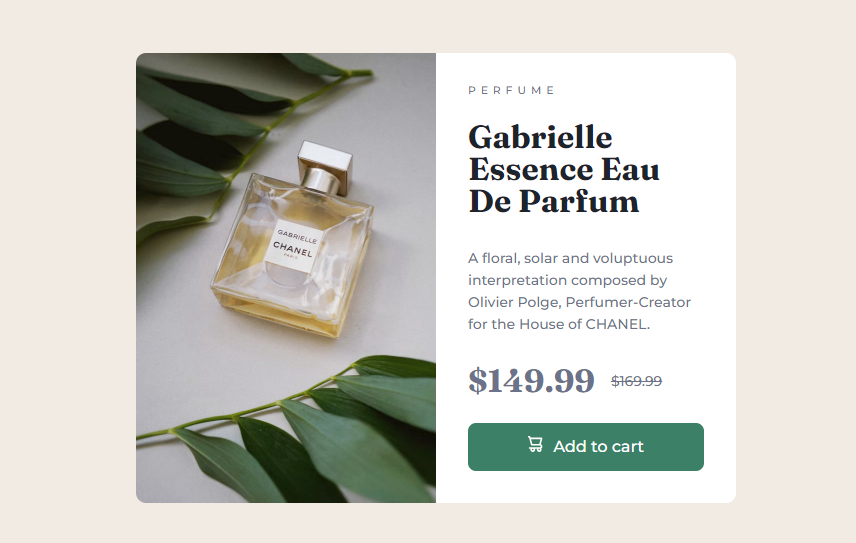 GABRIELLE
CHANEL
PARIS
PERFUME
Gabrielle
Essence Eau
De Parfum
A floral, solar and voluptuous
interpretation composed by
Olivier Polge, Perfumer-Creator
for the House of CHANEL.
$149.99 $169.99
Add to cart